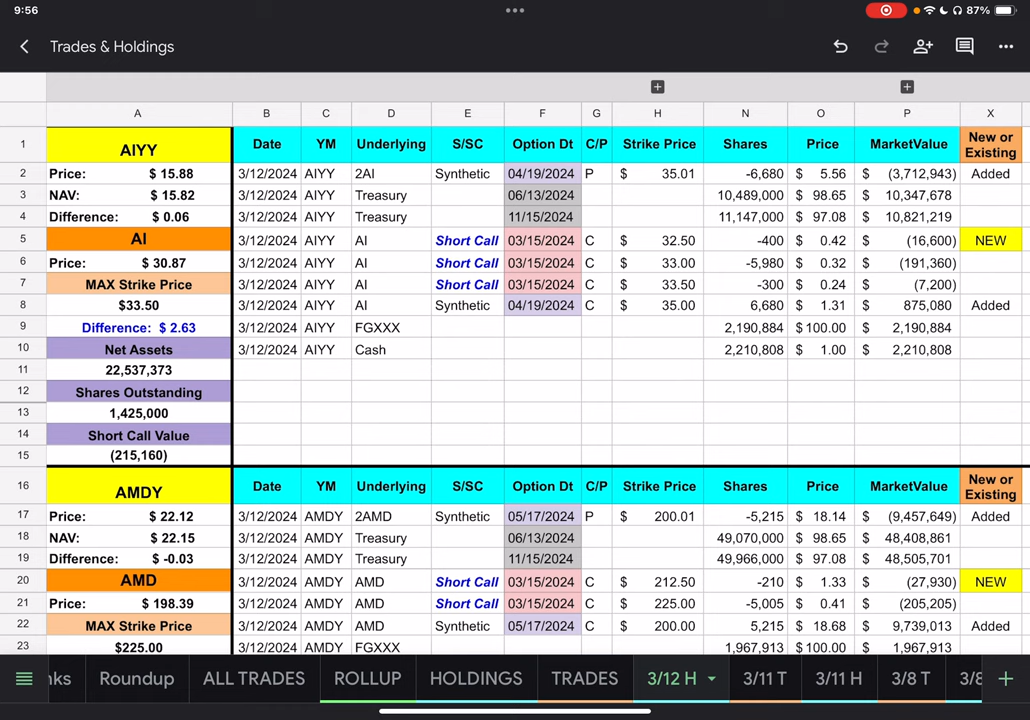 9:56 87%
Trades & Holdings
A B C D E F G H N O P X
1 AIYY Date YM Underlying S/SC Option Dt C/P Strike Price Shares Price MarketValue New or Existing
2 Price: $ 15.88 3/12/2024 AIYY 2AI Synthetic 04/19/2024 P $ 35.01 -6,680 $ 5.56 $ (3,712,943) Added
3 NAV: $ 15.82 3/12/2024 AIYY Treasury 06/13/2024 10,489,000 $ 98.65 $ 10,347,678
4 Difference: $ 0.06 3/12/2024 AIYY Treasury 11/15/2024 11,147,000 $ 97.08 $ 10,821,219
5 AI 3/12/2024 AIYY AI Short Call 03/15/2024 C $ 32.50 -400 $ 0.42 $ (16,600) NEW
6 Price: $ 30.87 3/12/2024 AIYY AI Short Call 03/15/2024 C $ 33.00 -5,980 $ 0.32 $ (191,360)
7 MAX Strike Price 3/12/2024 AIYY AI Short Call 03/15/2024 C $ 33.50 -300 $ 0.24 $ (7,200)
8 $33.50 3/12/2024 AIYY AI Synthetic 04/19/2024 C $ 35.00 6,680 $ 1.31 $ 875,080 Added
9 Difference: $ 2.63 3/12/2024 AIYY FGXXX 2,190,884 $ 100.00 $ 2,190,884
10 Net Assets 3/12/2024 AIYY Cash 2,210,808 $ 1.00 $ 2,210,808
11 22,537,373
12 Shares Outstanding
13 1,425,000
14 Short Call Value
15 (215,160)
16 AMDY Date YM Underlying S/SC Option Dt C/P Strike Price Shares Price MarketValue New or Existing
17 Price: $ 22.12 3/12/2024 AMDY 2AMD Synthetic 05/17/2024 P $ 200.01 -5,215 $ 18.14 $ (9,457,649) Added
18 NAV: $ 22.15 3/12/2024 AMDY Treasury 06/13/2024 49,070,000 $ 98.65 $ 48,408,861
19 Difference: $ -0.03 3/12/2024 AMDY Treasury 11/15/2024 49,966,000 $ 97.08 $ 48,505,701
20 AMD 3/12/2024 AMDY AMD Short Call 03/15/2024 C $ 212.50 -210 $ 1.33 $ (27,930) NEW
21 Price: $ 198.39 3/12/2024 AMDY AMD Short Call 03/15/2024 C $ 225.00 -5,005 $ 0.41 $ (205,205)
22 MAX Strike Price 3/12/2024 AMDY AMD Synthetic 05/17/2024 C $ 200.00 5,215 $ 18.68 $ 9,739,013 Added
23 $225.00 3/12/2024 AMDY FGXXX 1,967,913 $ 100.00 $ 1,967,913
nks Roundup ALL TRADES ROLLUP HOLDINGS TRADES 3/12 H 3/11 T 3/11 H 3/8 T 3/8